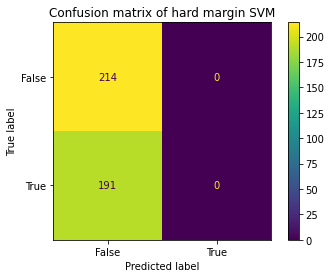 Confusion matrix of hard margin SVM
True label
False
214
0
True
191
0
False
True
Predicted label
200
175
150
125
100
75
50
25
0